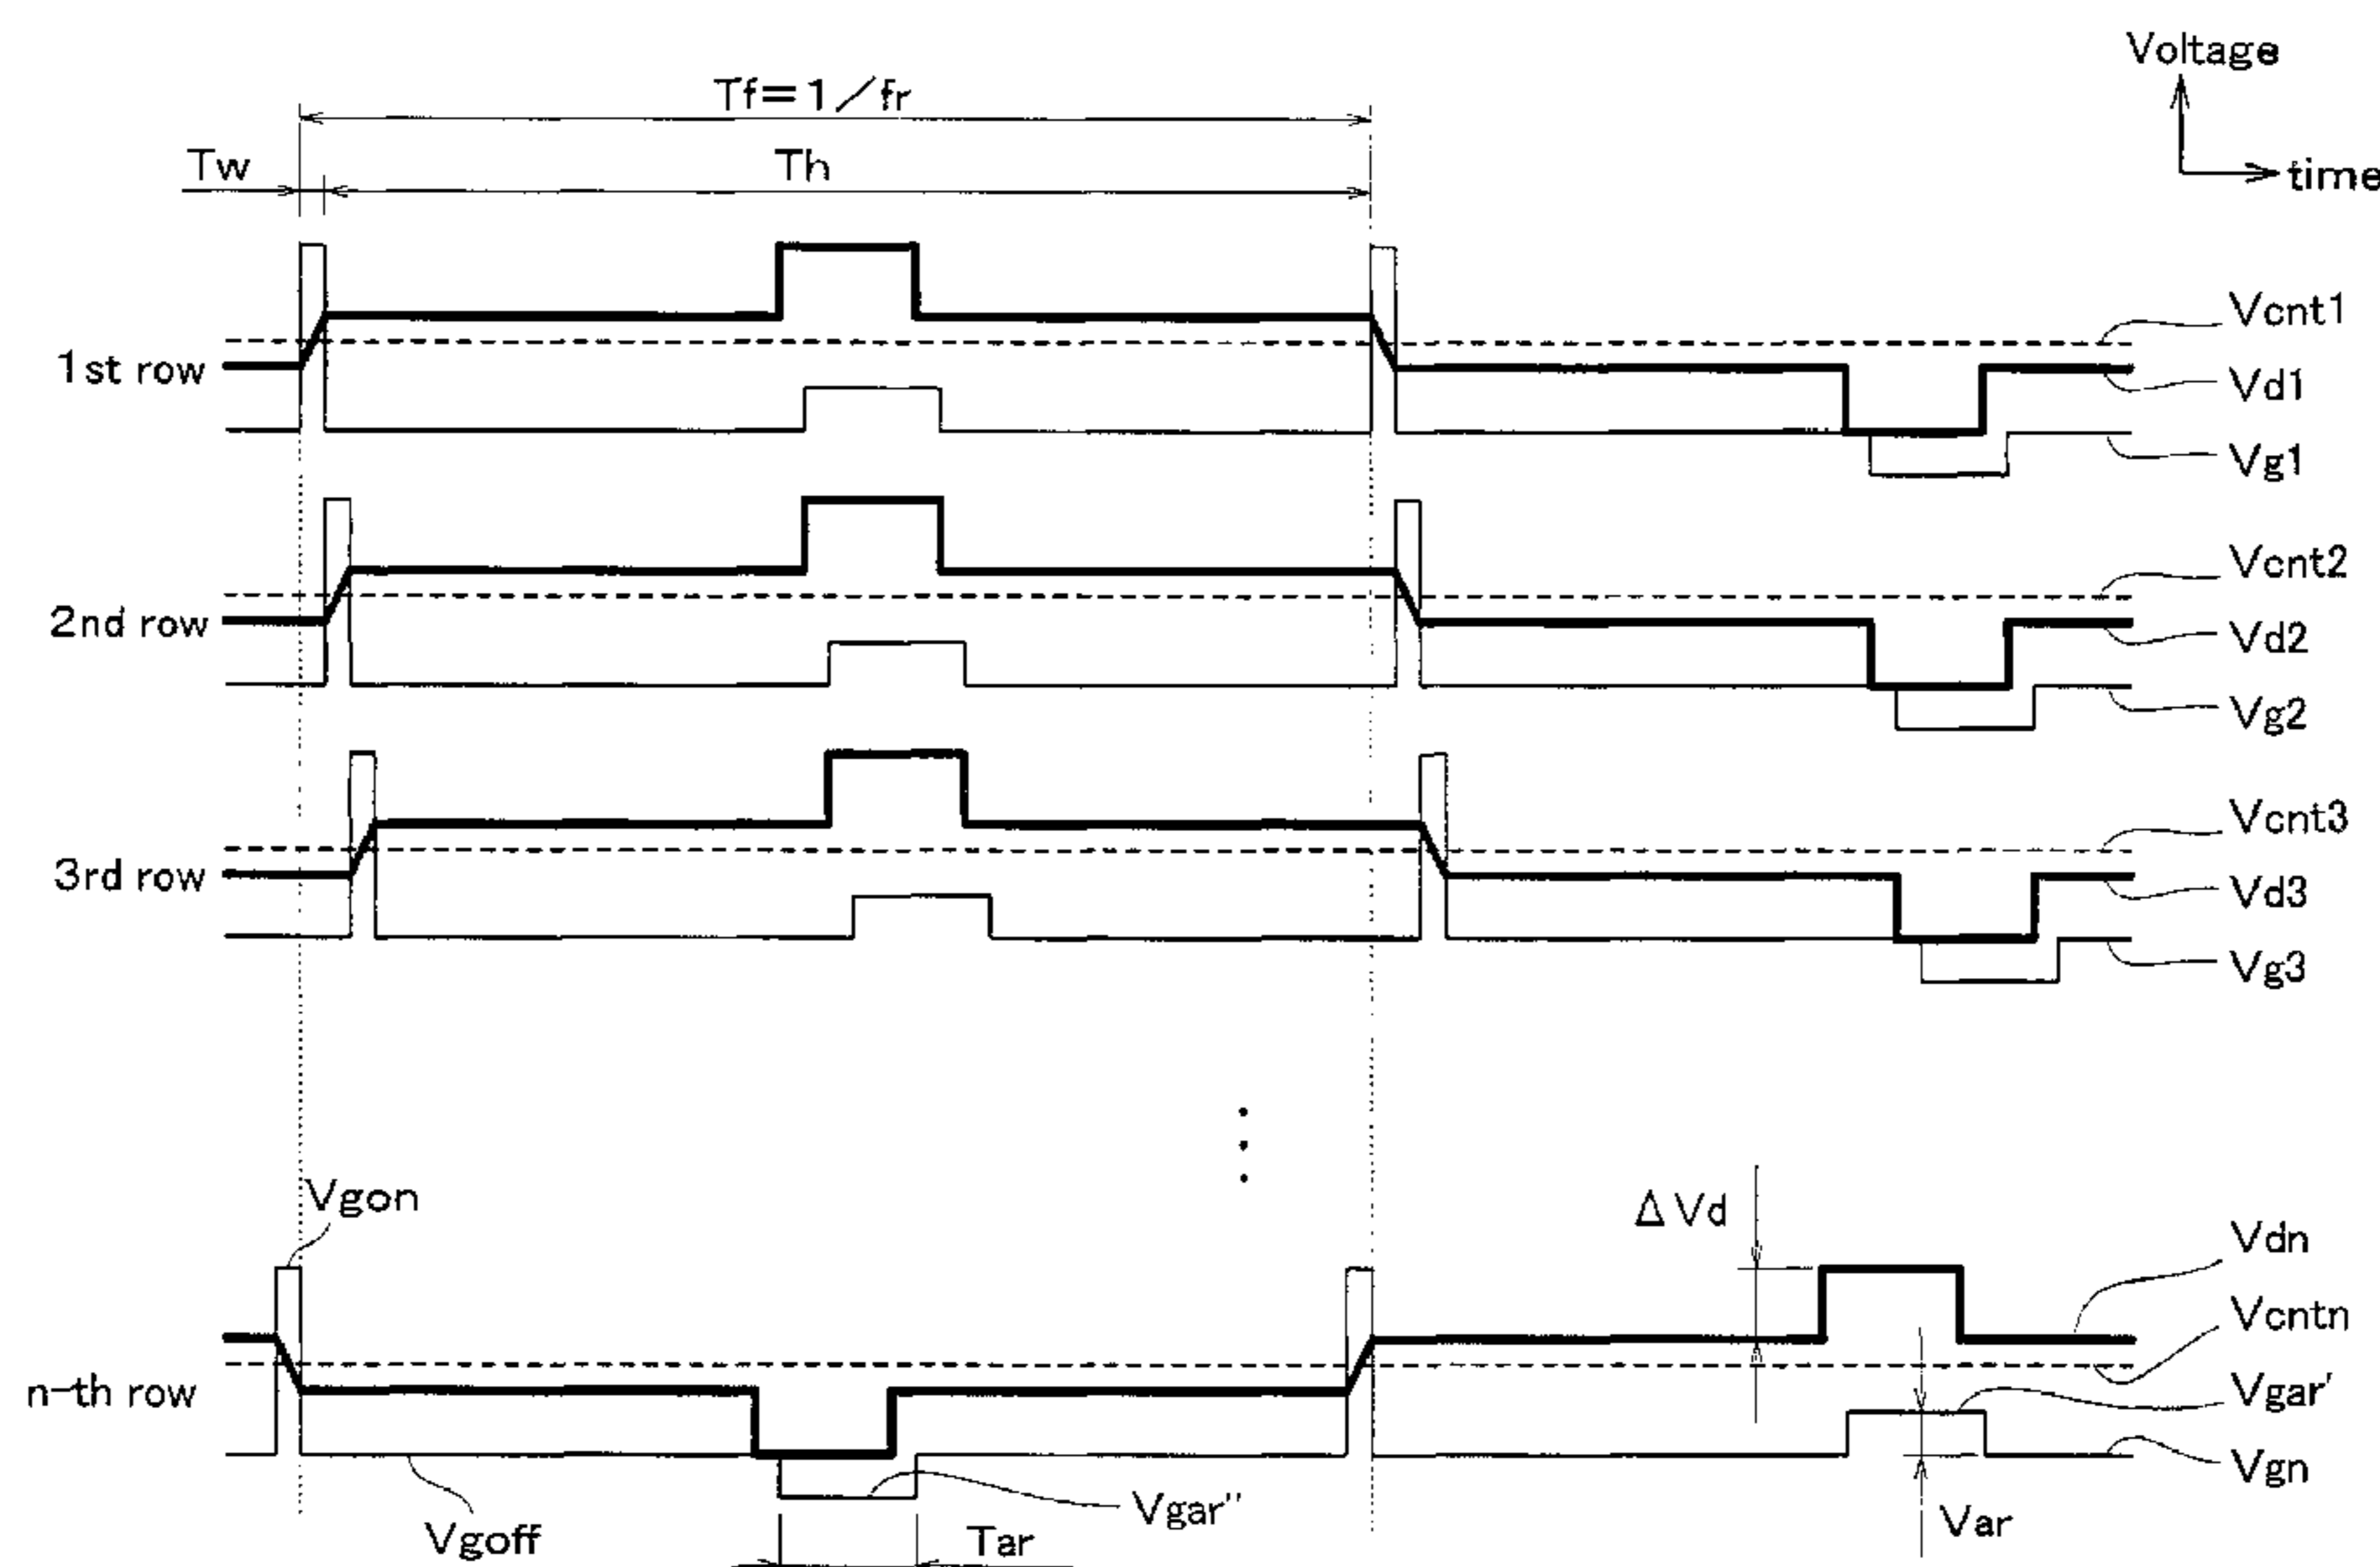 Voltage
time
Tf=1/fr
Tw
Th
Vcnt1
1st row
Vd1
Vg1
Vcnt2
2nd row
Vd2
Vg2
Vcnt3
3rd row
Vd3
Vg3
Vgon
ΔVd
Vdn
Vcntn
n-th row
Vgar'
Vgn
Vgar"
Vgoff
Tar
Var